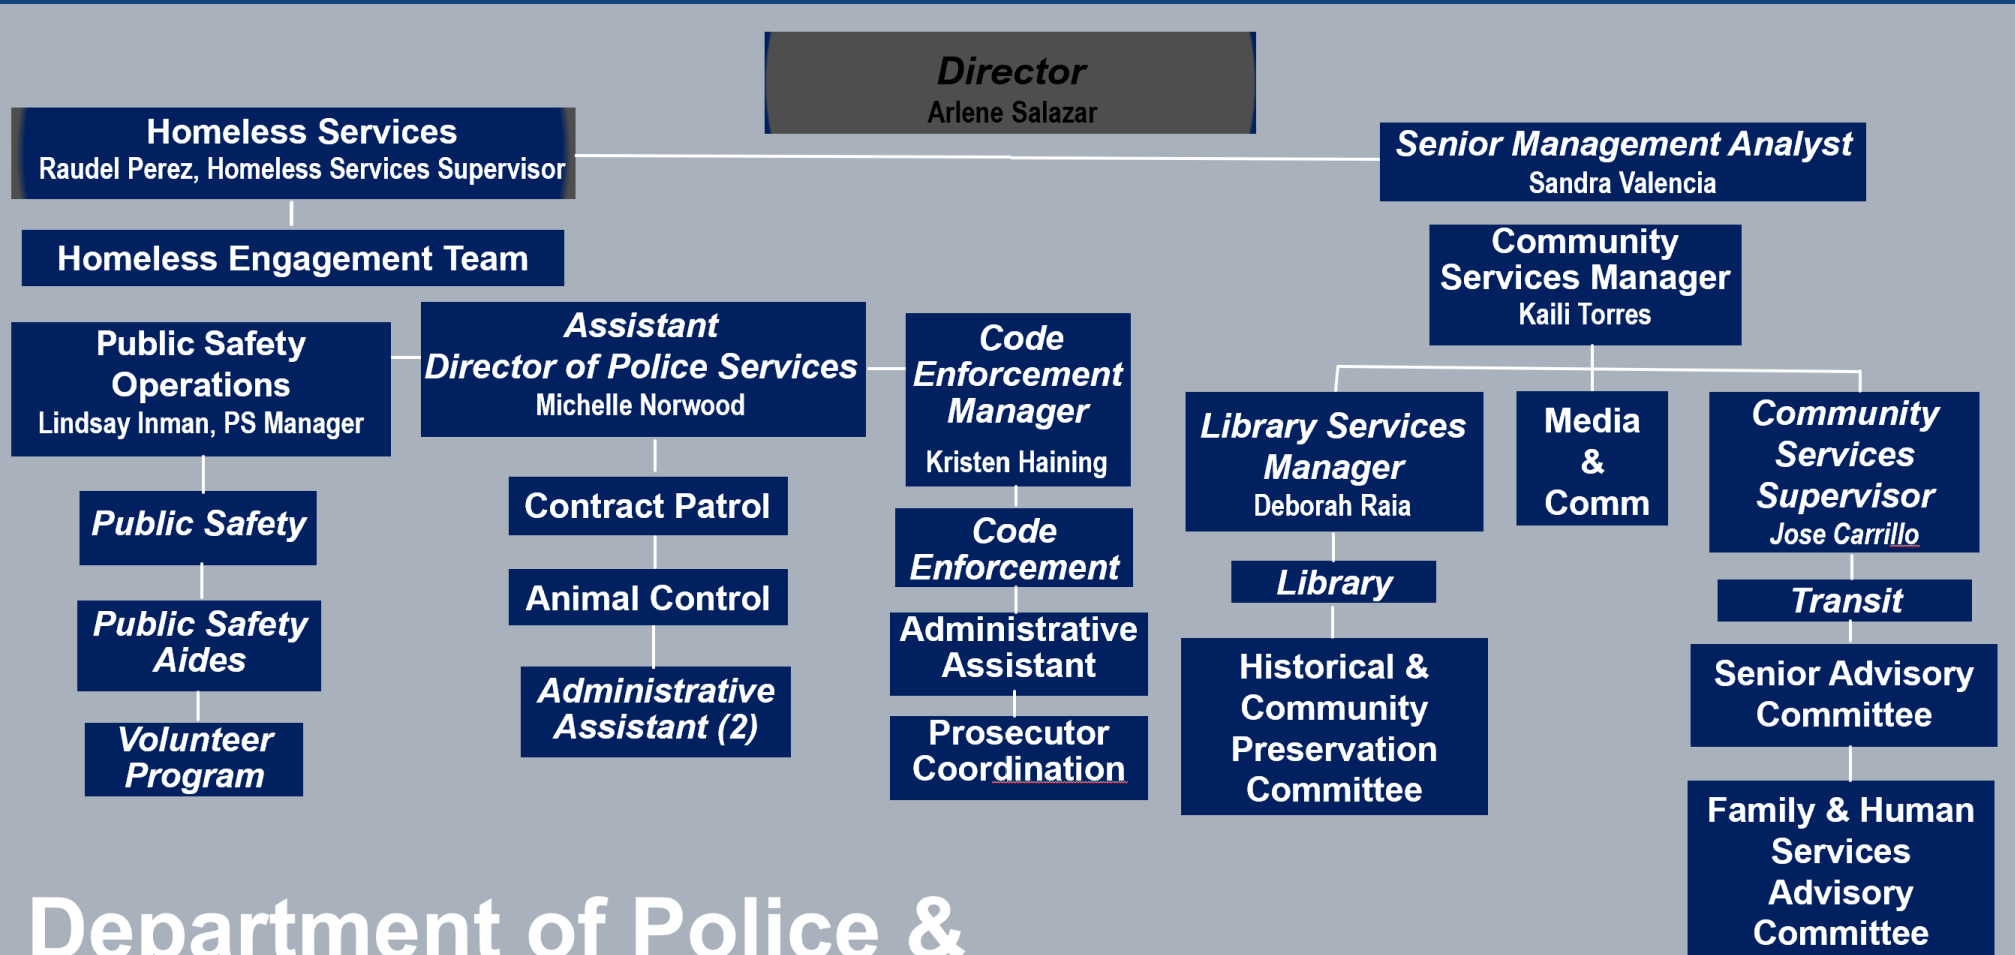 Director
Arlene Salazar
Homeless Services
Raudel Perez, Homeless Services Supervisor
Senior Management Analyst
Sandra Valencia
Homeless Engagement Team
Community
Services Manager
Kaili Torres
Public Safety
Operations
Lindsay Inman, PS Manager
Assistant
Director of Police Services
Michelle Norwood
Code
Enforcement
Manager
Kristen Haining
Library Services
Manager
Deborah Raia
Media
&
Comm
Community
Services
Supervisor
Jose Carrillo
Public Safety
Contract Patrol
Code
Enforcement
Library
Transit
Public Safety
Aides
Animal Control
Administrative
Assistant
Historical &
Community
Preservation
Committee
Senior Advisory
Committee
Volunteer
Program
Administrative
Assistant (2)
Prosecutor
Coordination
Family & Human
Services
Advisory
Committee
Department of Police &